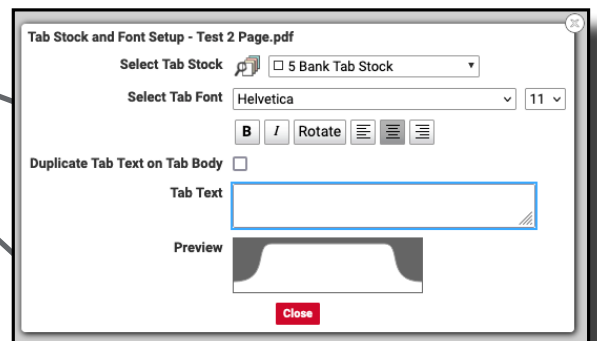 Tab Stock and Font Setup - Test 2 Page.pdf
Select Tab Stock 5 Bank Tab Stock
Select Tab Font Helvetica 11
B I Rotate
Duplicate Tab Text on Tab Body
Tab Text
Preview
Close